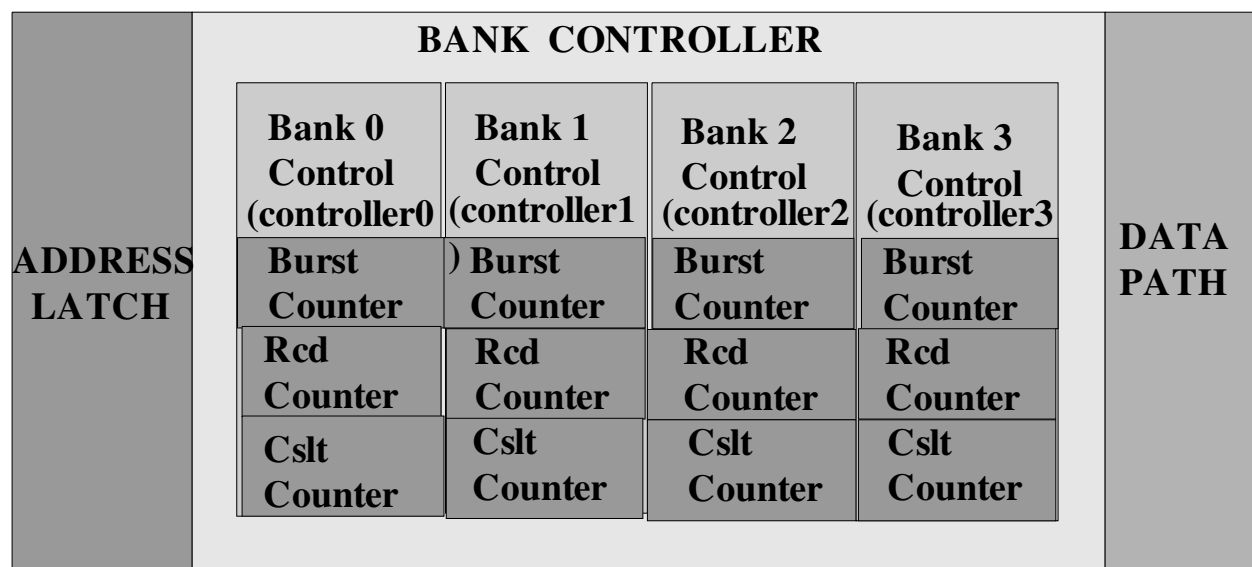 BANK CONTROLLER
ADDRESS
LATCH
Bank 0
Control
(controller0
Burst
Counter
Rcd
Counter
Cslt
Counter
Bank 1
Control
(controller1
) Burst
Counter
Rcd
Counter
Cslt
Counter
Bank 2
Control
(controller2
Burst
Counter
Rcd
Counter
Cslt
Counter
Bank 3
Control
(controller3
Burst
Counter
Rcd
Counter
Cslt
Counter
DATA
PATH